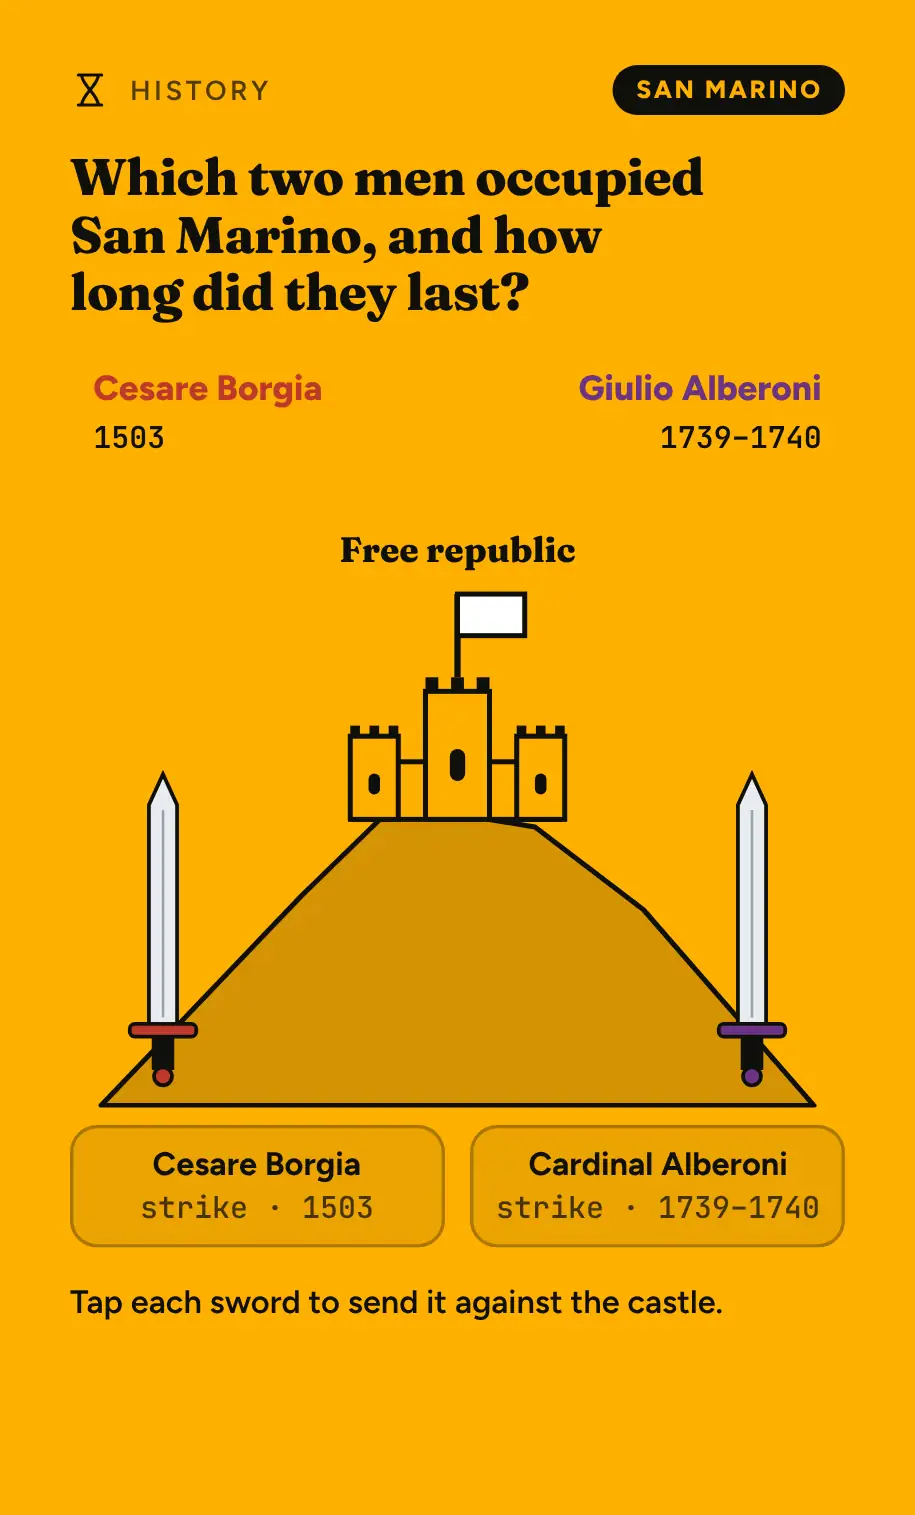 HISTORY
SAN MARINO
Which two men occupied
San Marino, and how
long did they last?
Cesare Borgia
1503
Giulio Alberoni
1739–1740
Free republic
Cesare Borgia
strike · 1503
Cardinal Alberoni
strike · 1739–1740
Tap each sword to send it against the castle.